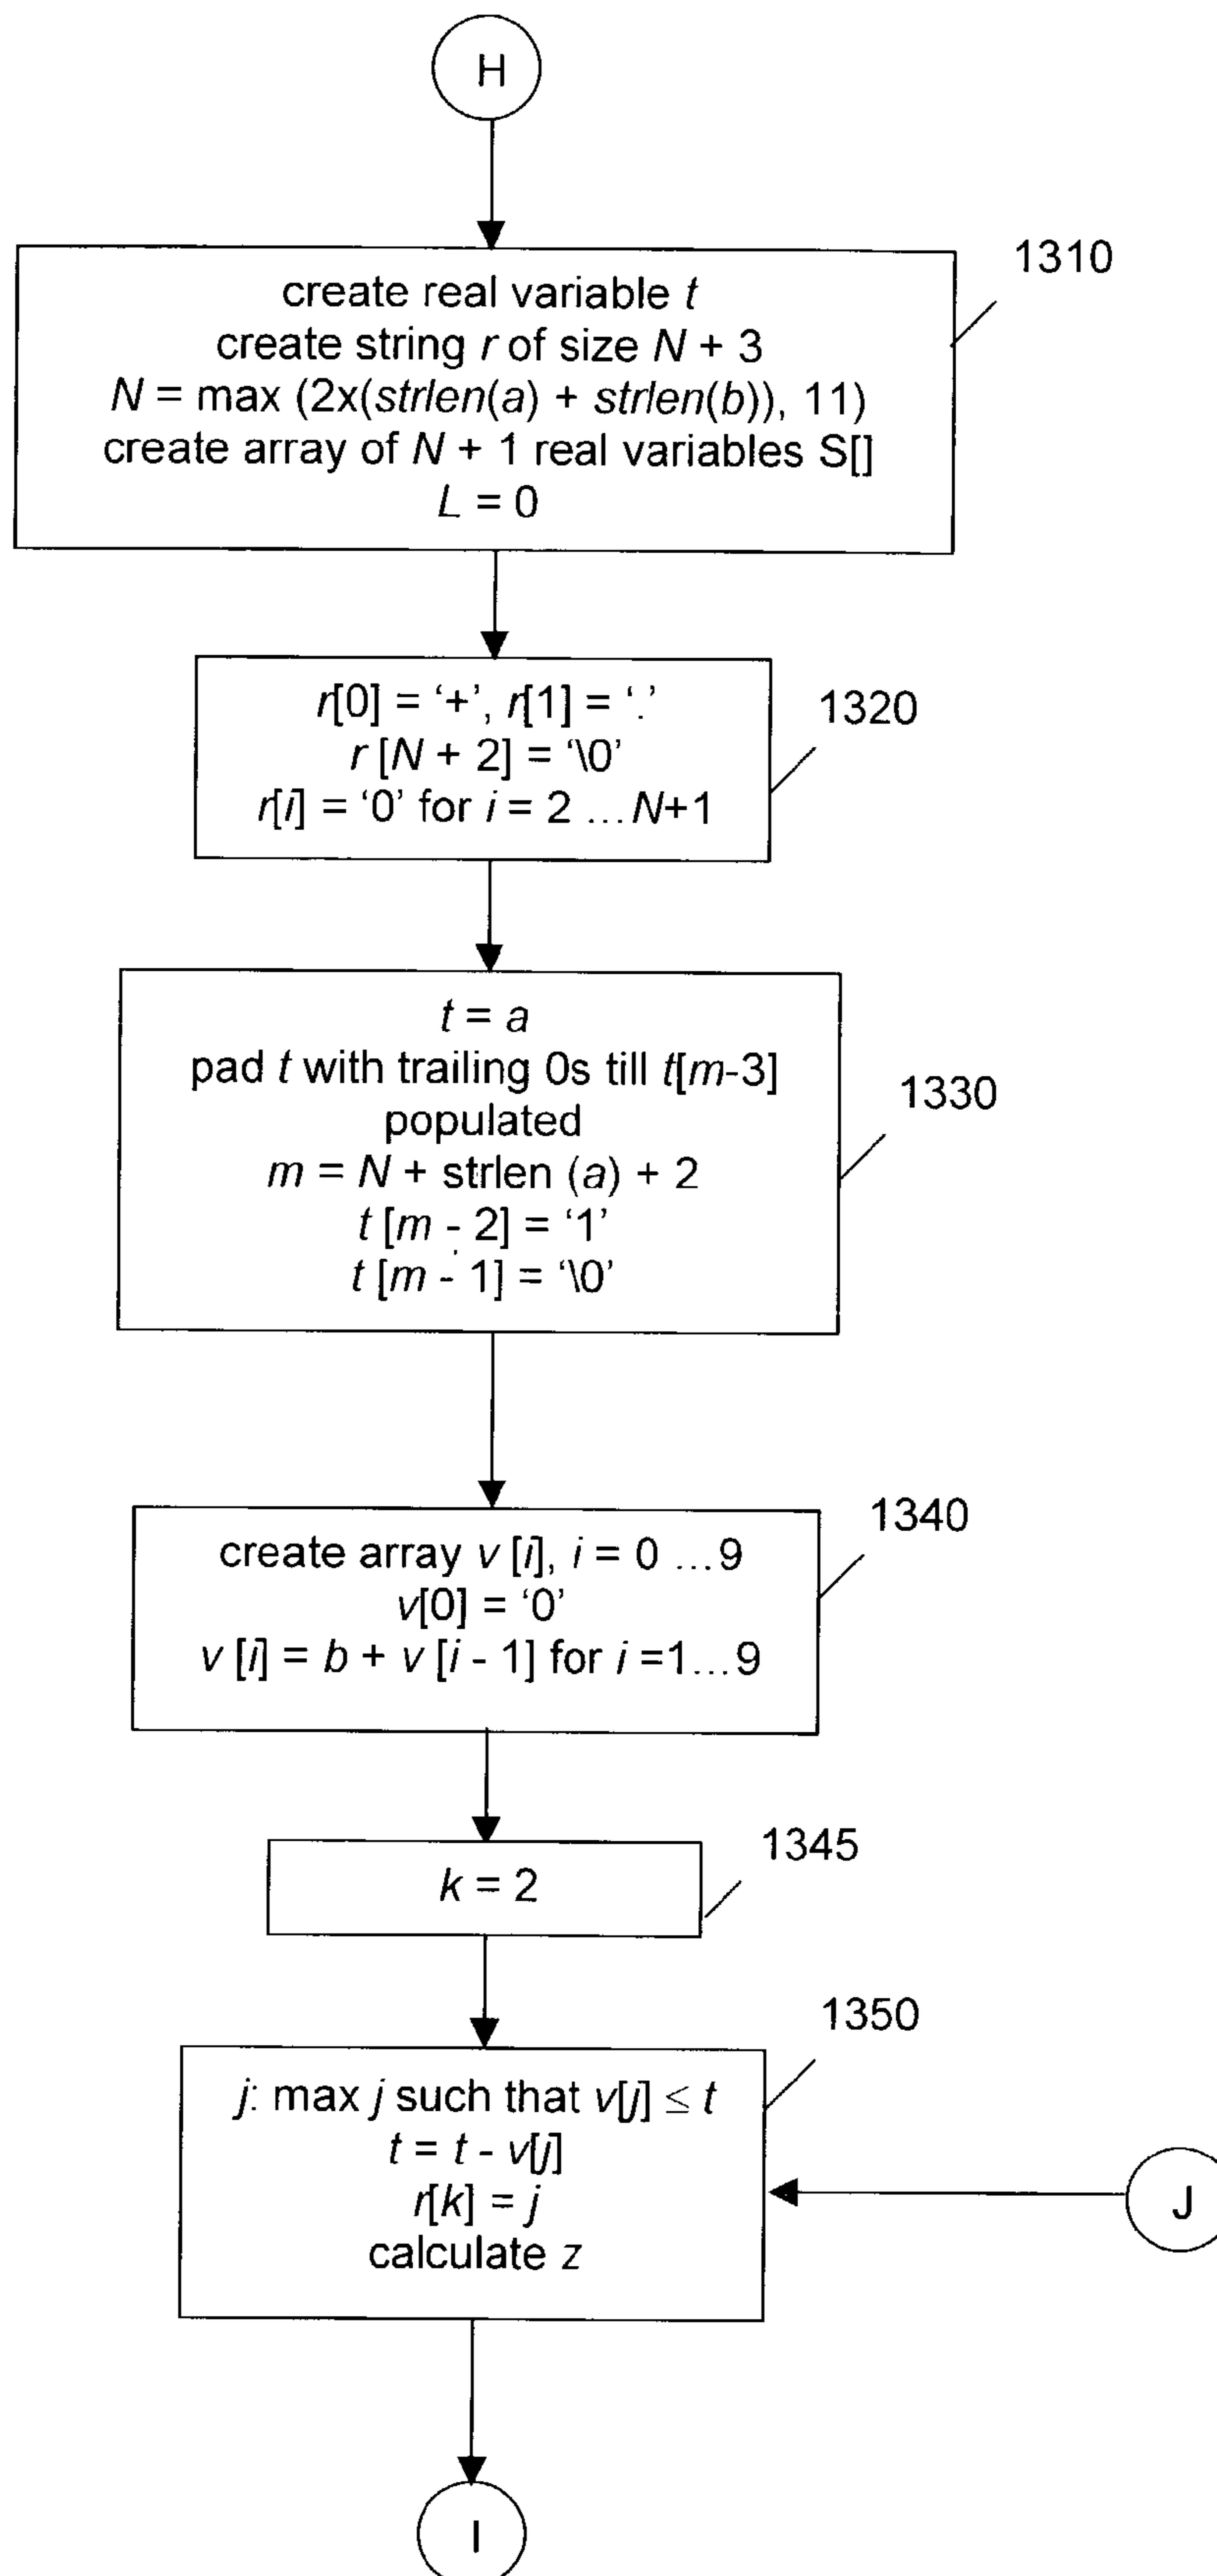 H
1310
create real variable t
create string r of size N + 3
N = max (2x(strlen(a) + strlen(b)), 11)
create array of N + 1 real variables S[]
L = 0
1320
r[0] = ‘+’, r[1] = ‘.’
r [N + 2] = ‘\0’
r[i] = ‘0’ for i = 2 ...N+1
1330
t = a
pad t with trailing 0s till t[m-3]
populated
m = N + strlen (a) + 2
t [m - 2] = ‘1’
t [m - 1] = ‘\0’
1340
create array v [i], i = 0 ...9
v[0] = ‘0’
v [i] = b + v [i - 1] for i =1...9
1345
k = 2
1350
j: max j such that v[j] ≤ t
t = t - v[j]
r[k] = j
calculate z
J
I